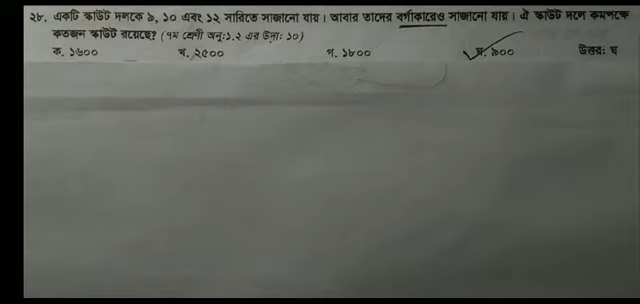 ২৮. একটি স্কাউট দলকে ৯, ১০ এবং ১২ সারিতে সাজানো যায়। আবার তাদের বর্গাকারেও সাজানো যায়। ঐ স্কাউট দলে কমপক্ষে
কতজন স্কাউট রয়েছে? (৭ম শ্রেণী অনু:১.২ এর উদা: ১০)
ক. ১৬০০ খ. ২৫০০ গ. ১৮০০ ঘ. ৯০০ উত্তর: ঘ